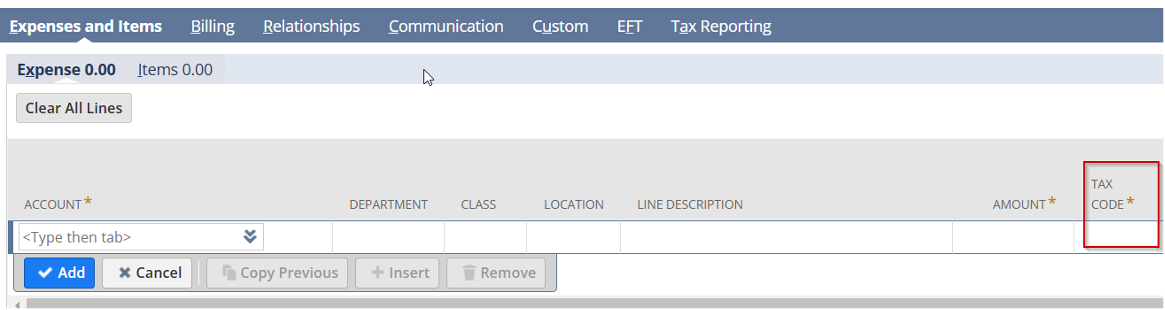 Expenses and Items Billing Relationships Communication Custom EFT Tax Reporting
Expense 0.00 Items 0.00
Clear All Lines
ACCOUNT* DEPARTMENT CLASS LOCATION LINE DESCRIPTION AMOUNT* TAX CODE*
<Type then tab>
Add Cancel Copy Previous Insert Remove